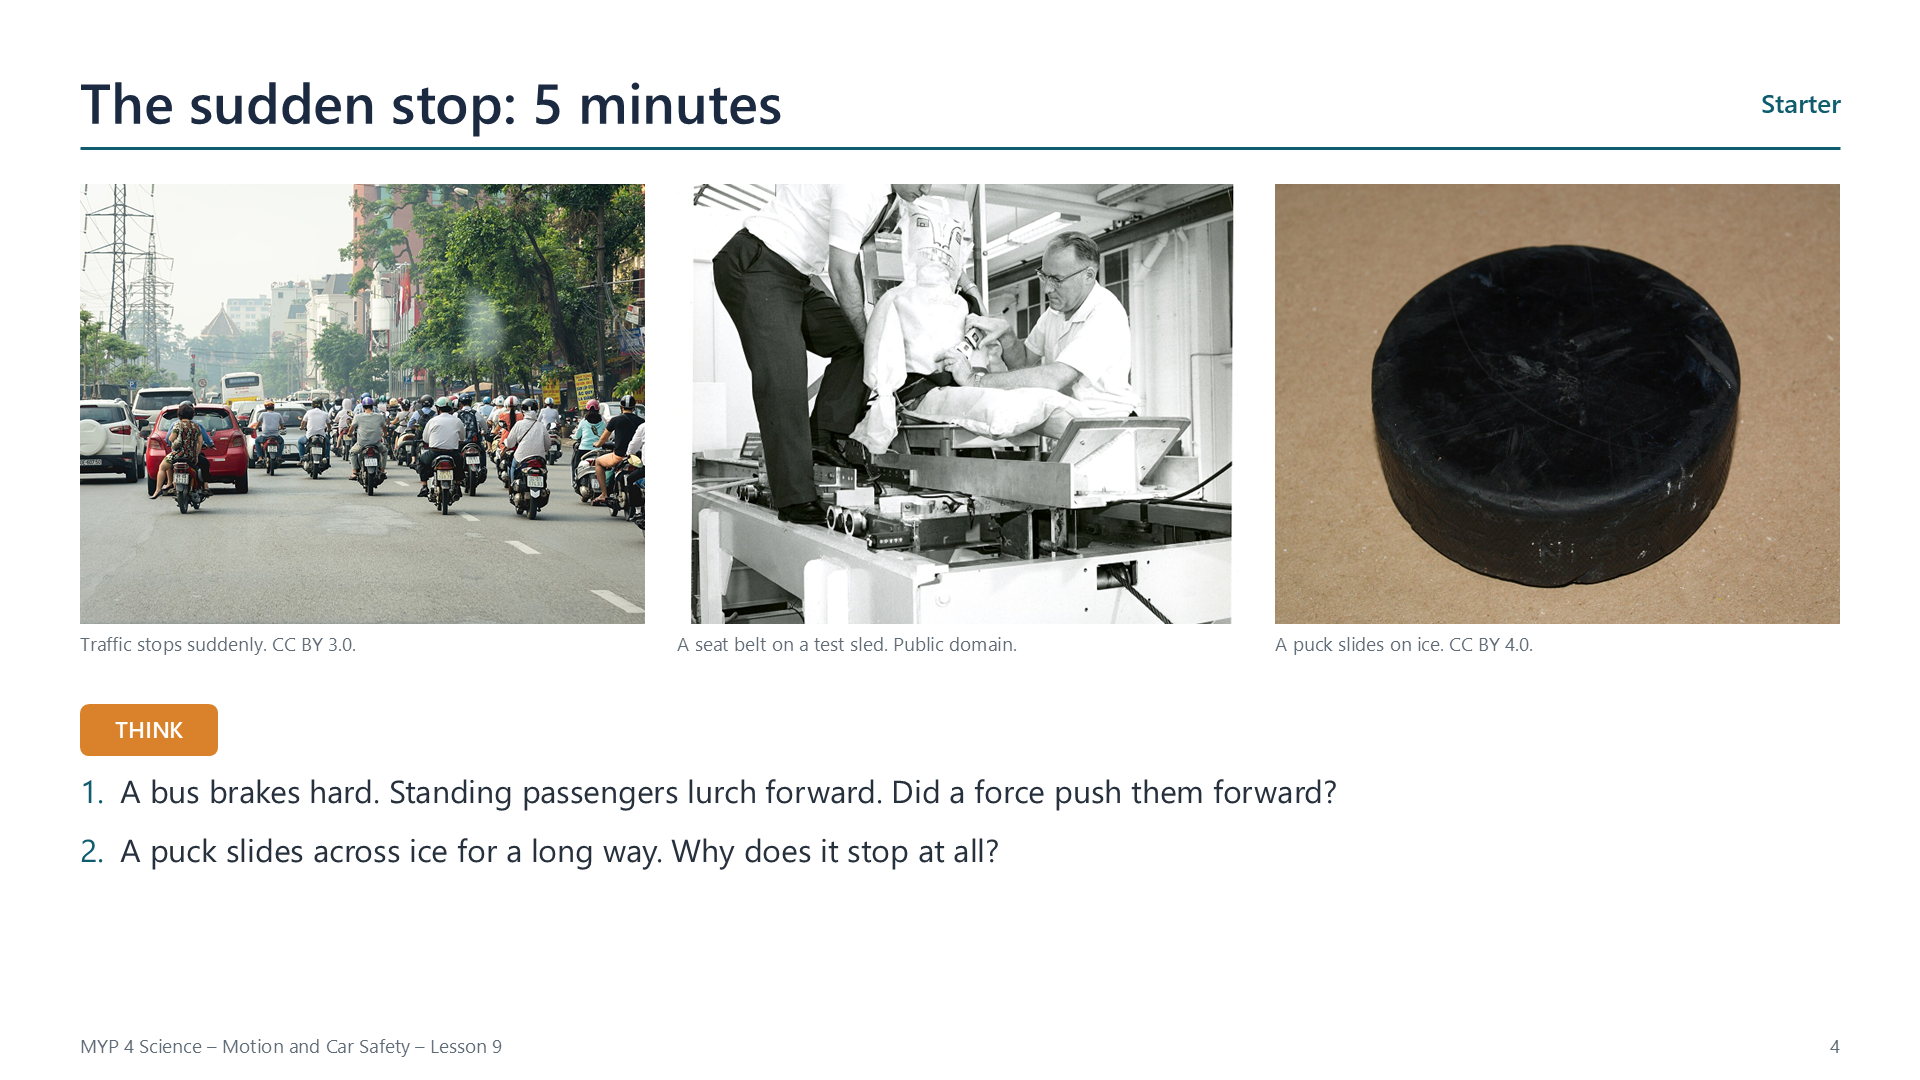 The sudden stop: 5 minutes
Starter
Traffic stops suddenly. CC BY 3.0.
A seat belt on a test sled. Public domain.
A puck slides on ice. CC BY 4.0.
THINK
1. A bus brakes hard. Standing passengers lurch forward. Did a force push them forward?
2. A puck slides across ice for a long way. Why does it stop at all?
MYP 4 Science – Motion and Car Safety – Lesson 9
4